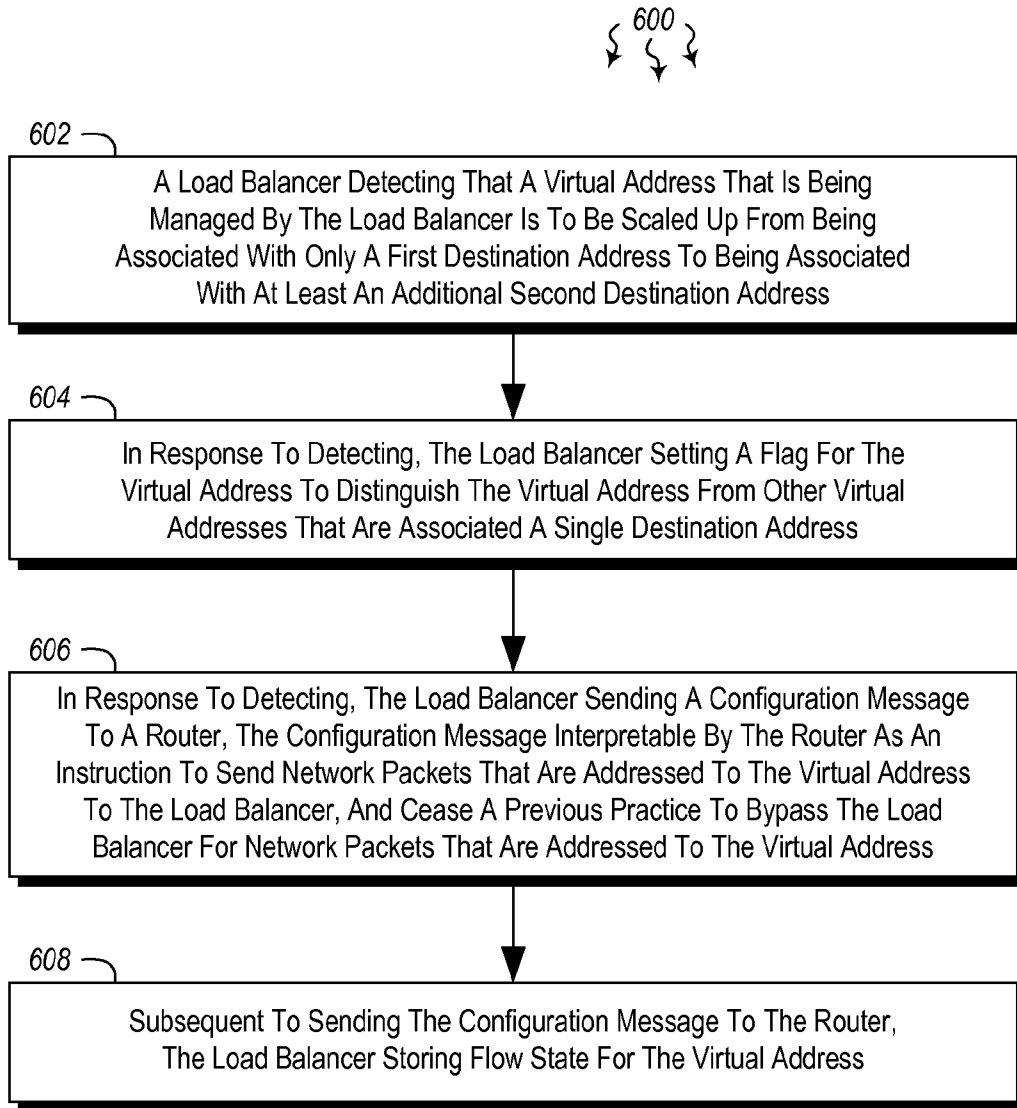 600
602
A Load Balancer Detecting That A Virtual Address That Is Being
Managed By The Load Balancer Is To Be Scaled Up From Being
Associated With Only A First Destination Address To Being Associated
With At Least An Additional Second Destination Address
604
In Response To Detecting, The Load Balancer Setting A Flag For The
Virtual Address To Distinguish The Virtual Address From Other Virtual
Addresses That Are Associated A Single Destination Address
606
In Response To Detecting, The Load Balancer Sending A Configuration Message
To A Router, The Configuration Message Interpretable By The Router As An
Instruction To Send Network Packets That Are Addressed To The Virtual Address
To The Load Balancer, And Cease A Previous Practice To Bypass The Load
Balancer For Network Packets That Are Addressed To The Virtual Address
608
Subsequent To Sending The Configuration Message To The Router,
The Load Balancer Storing Flow State For The Virtual Address